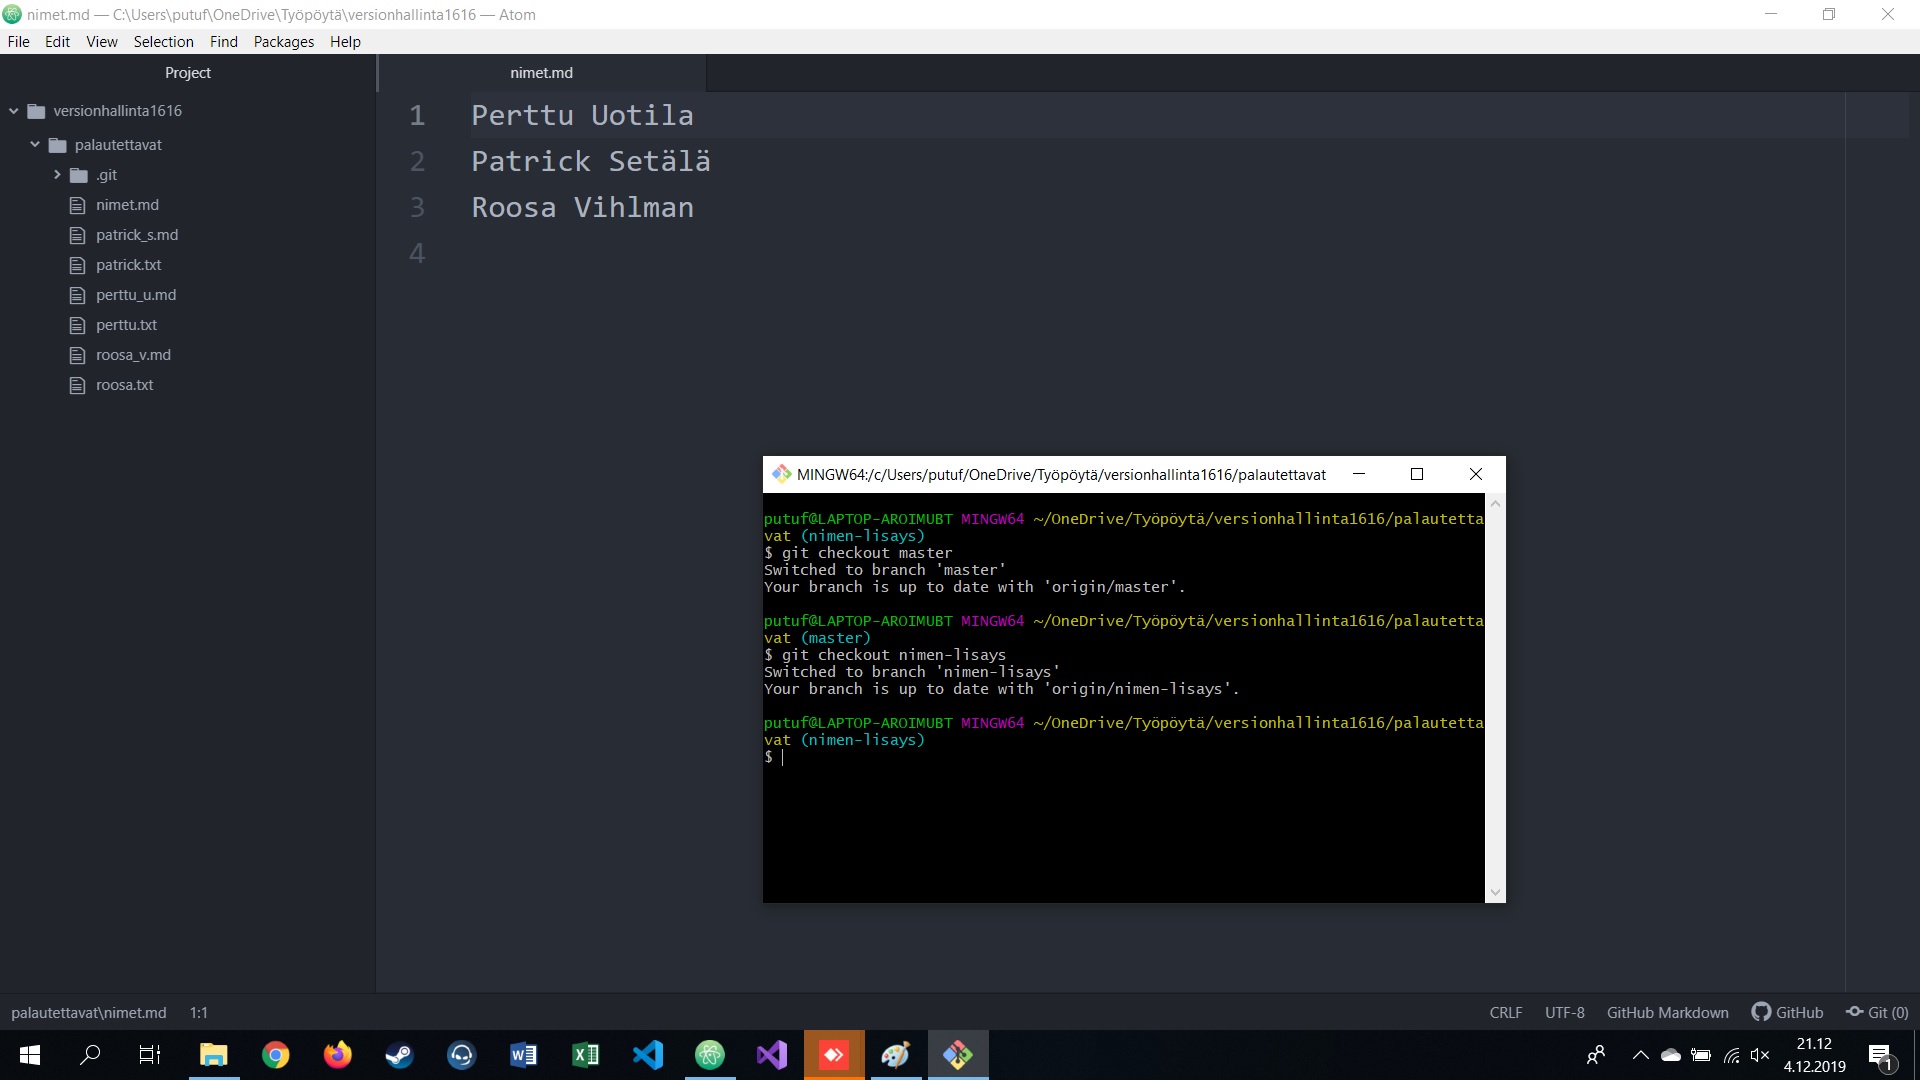 nimet.md — C:\Users\putuf\OneDrive\Työpöytä\versionhallinta1616 — Atom
File Edit View Selection Find Packages Help
Project
nimet.md
versionhallinta1616
palautettavat
.git
nimet.md
patrick_s.md
patrick.txt
perttu_u.md
perttu.txt
roosa_v.md
roosa.txt
1 Perttu Uotila
2 Patrick Setälä
3 Roosa Vihlman
4
MINGW64:/c/Users/putuf/OneDrive/Työpöytä/versionhallinta1616/palautettavat
putuf@LAPTOP-AROIMUBT MINGW64 ~/OneDrive/Työpöytä/versionhallinta1616/palautetta
vat (nimen-lisays)
$ git checkout master
Switched to branch 'master'
Your branch is up to date with 'origin/master'.
putuf@LAPTOP-AROIMUBT MINGW64 ~/OneDrive/Työpöytä/versionhallinta1616/palautetta
vat (master)
$ git checkout nimen-lisays
Switched to branch 'nimen-lisays'
Your branch is up to date with 'origin/nimen-lisays'.
putuf@LAPTOP-AROIMUBT MINGW64 ~/OneDrive/Työpöytä/versionhallinta1616/palautetta
vat (nimen-lisays)
$
palautettavat\nimet.md 1:1 CRLF UTF-8 GitHub Markdown GitHub Git (0)
21.12
4.12.2019
1